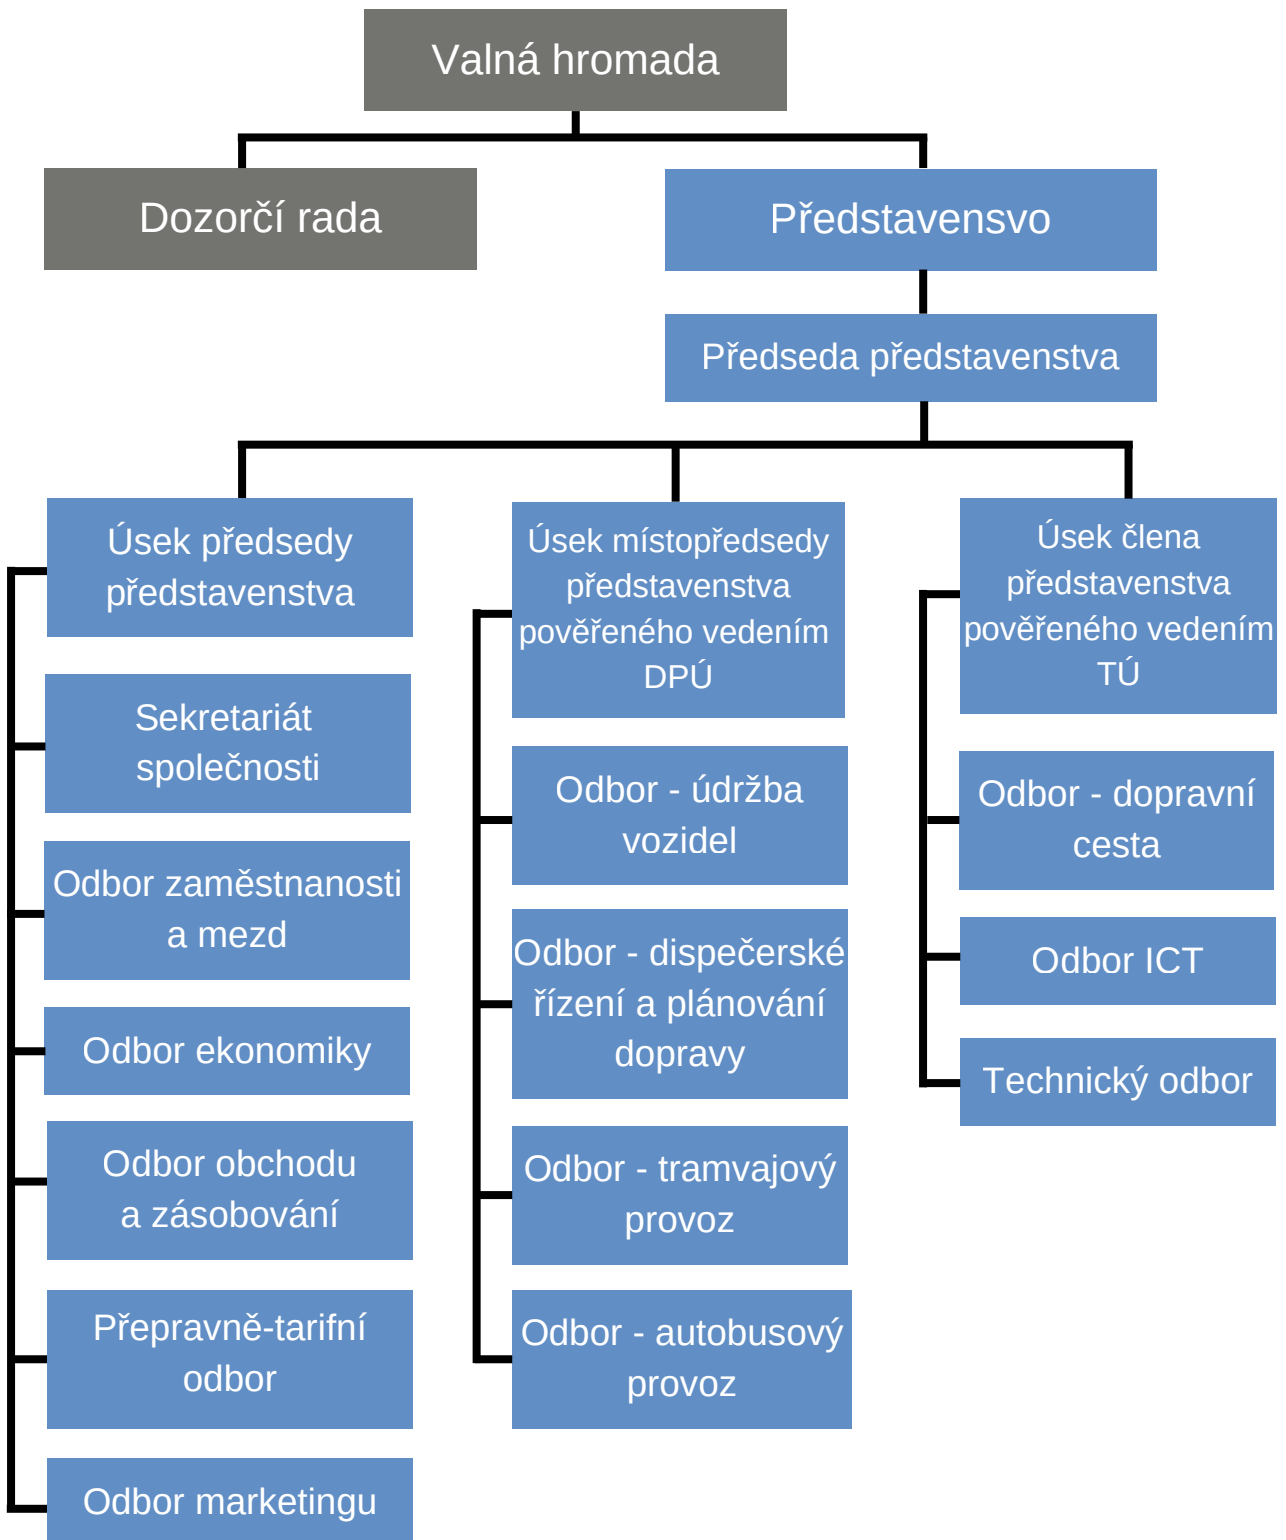 Valná hromada
Dozorčí rada
Představensvo
Předseda představenstva
Úsek předsedy
představenstva
Sekretariát
společnosti
Odbor zaměstnanosti
a mezd
Odbor ekonomiky
Odbor obchodu
a zásobování
Přepravně-tarifní
odbor
Odbor marketingu
Úsek místopředsedy
představenstva
pověřeného vedením
DPÚ
Odbor - údržba
vozidel
Odbor - dispečerské
řízení a plánování
dopravy
Odbor - tramvajový
provoz
Odbor - autobusový
provoz
Úsek člena
představenstva
pověřeného vedením
TÚ
Odbor - dopravní
cesta
Odbor ICT
Technický odbor